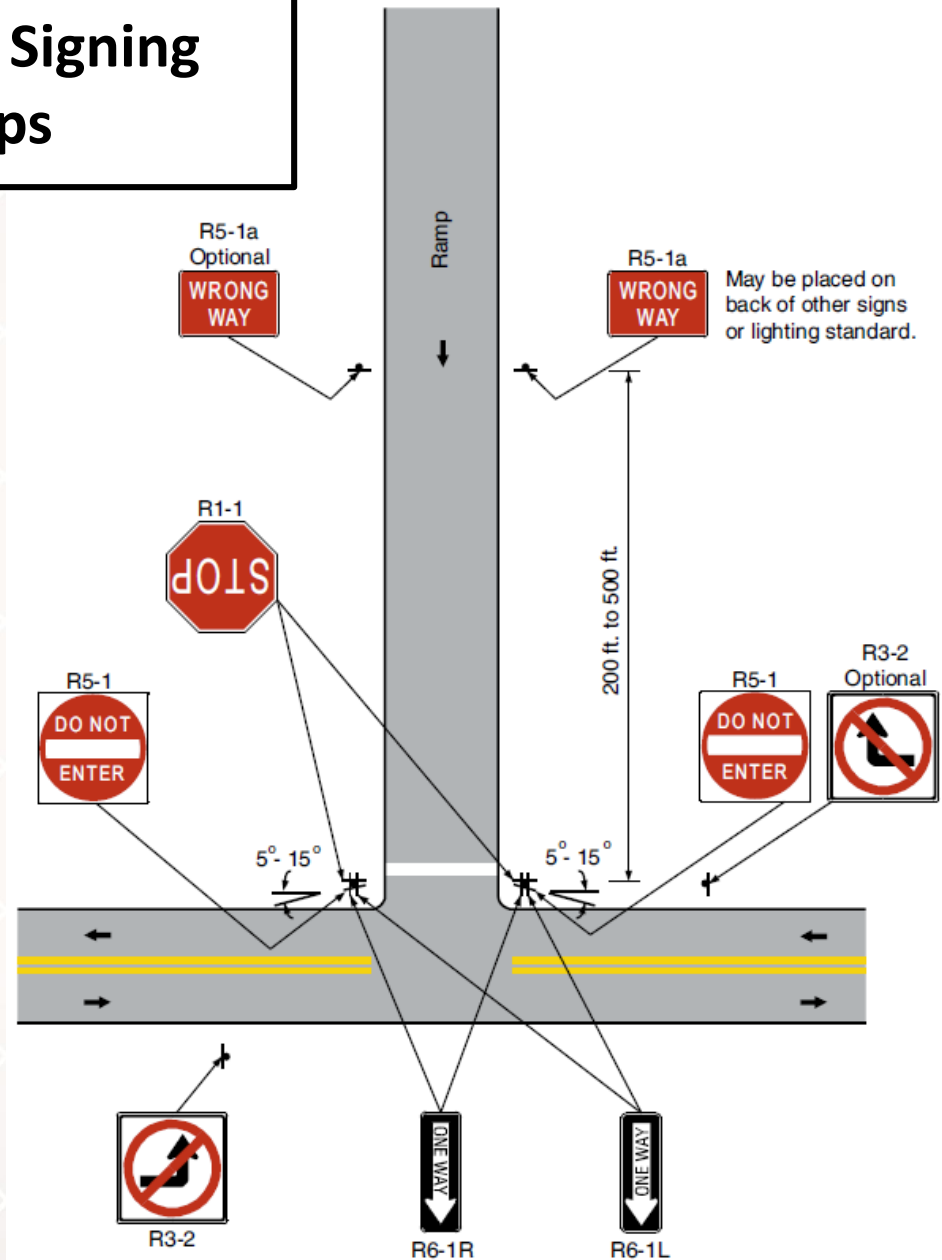 Signing
ps
R5-1a
Optional
WRONG
WAY
Ramp
R5-1a
WRONG
WAY
May be placed on
back of other signs
or lighting standard.
R1-1
STOP
200 ft. to 500 ft.
R5-1
DO NOT
ENTER
R5-1
DO NOT
ENTER
R3-2
Optional
5°- 15°
5°- 15°
R3-2
ONE WAY
R6-1R
ONE WAY
R6-1L